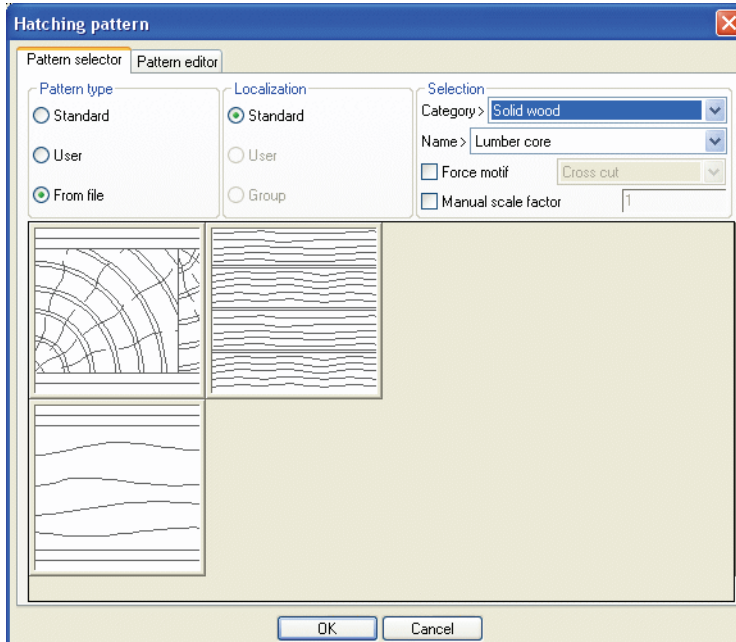 Hatching pattern
Pattern selector
Pattern editor
Pattern type
Standard
User
From file
Localization
Standard
User
Group
Selection
Category > Solid wood
Name > Lumber core
Force motif Cross cut
Manual scale factor 1
OK
Cancel